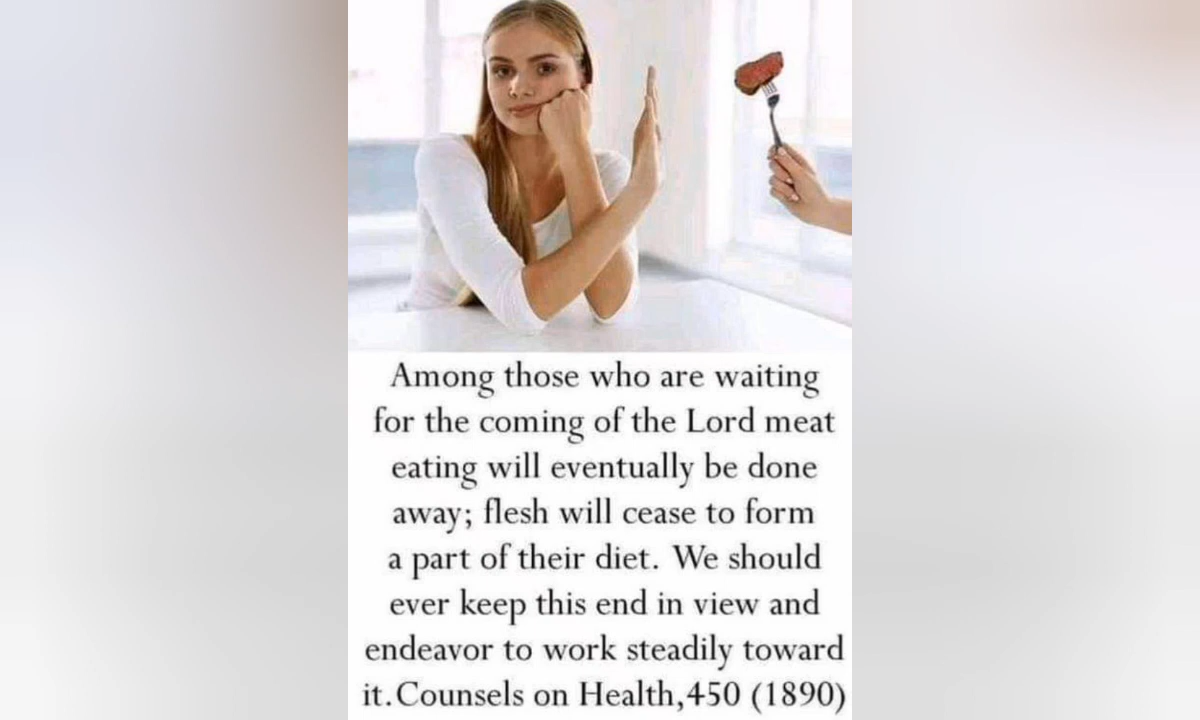 Among those who are waiting
for the coming of the Lord meat
eating will eventually be done
away; flesh will cease to form
a part of their diet. We should
ever keep this end in view and
endeavor to work steadily toward
it.Counsels on Health,450 (1890)